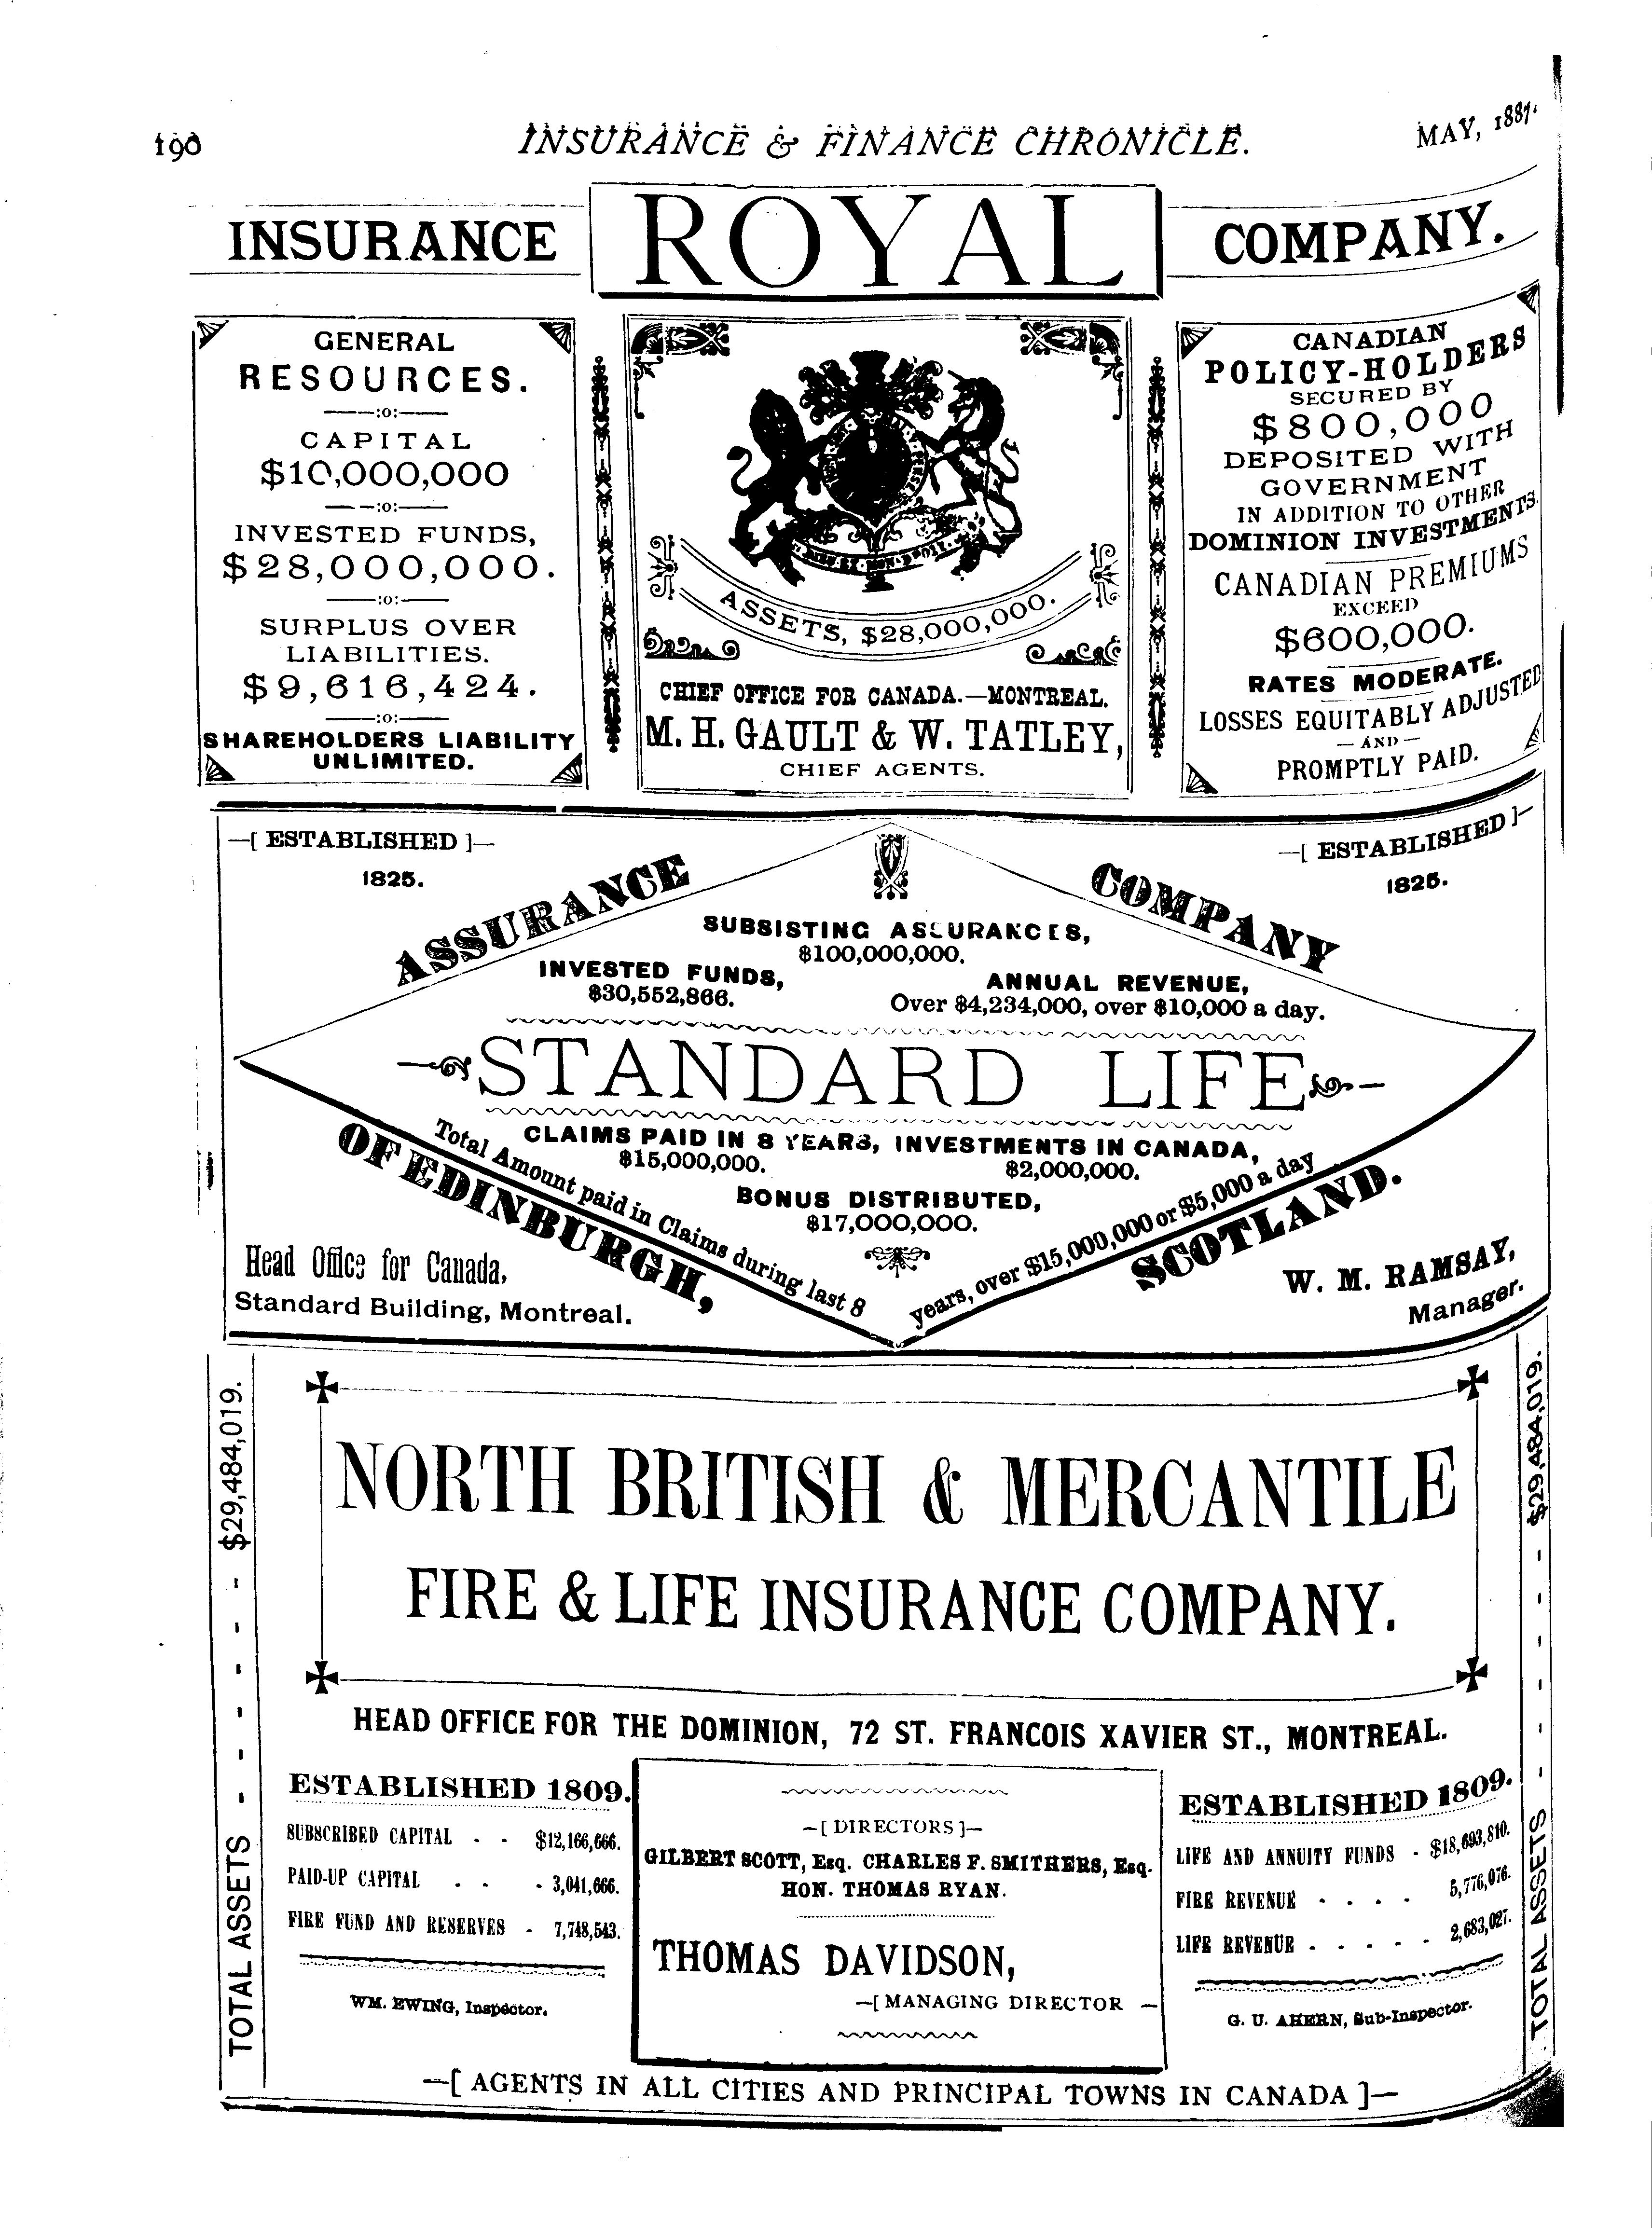 190
INSURANCE & FINANCE CHRONICLE.
MAY, 1887.
INSURANCE
ROYAL
COMPANY.
GENERAL
RESOURCES.
—:o:—
CAPITAL
$10,000,000
—:o:—
INVESTED FUNDS,
$28,000,000.
—:o:—
SURPLUS OVER
LIABILITIES.
$9,616,424.
—:o:—
SHAREHOLDERS LIABILITY
UNLIMITED.
DIEU ET MON DROIT
ASSETS, $28,000,000.
CHIEF OFFICE FOR CANADA.—MONTREAL.
M. H. GAULT & W. TATLEY,
CHIEF AGENTS.
CANADIAN
POLICY-HOLDERS
SECURED BY
$800,000
DEPOSITED WITH
GOVERNMENT
IN ADDITION TO OTHER
DOMINION INVESTMENTS.
CANADIAN PREMIUMS
EXCEED
$600,000.
RATES MODERATE.
LOSSES EQUITABLY ADJUSTED
—AND—
PROMPTLY PAID.
—[ ESTABLISHED ]—
1825.
—[ ESTABLISHED ]—
1825.
ASSURANCE
COMPANY
SUBSISTING ASSURANCES,
$100,000,000.
INVESTED FUNDS,
$30,552,866.
ANNUAL REVENUE,
Over $4,234,000, over $10,000 a day.
STANDARD LIFE
CLAIMS PAID IN 8 YEARS,
$15,000,000.
INVESTMENTS IN CANADA,
$2,000,000.
BONUS DISTRIBUTED,
$17,000,000.
Total Amount paid in Claims during last 8
years, over $15,000,000 or $5,000 a day
OF EDINBURGH,
SCOTLAND.
Head Office for Canada,
Standard Building, Montreal.
W. M. RAMSAY,
Manager.
TOTAL ASSETS - - - - - - $29,484,019.
NORTH BRITISH & MERCANTILE
FIRE & LIFE INSURANCE COMPANY.
HEAD OFFICE FOR THE DOMINION, 72 ST. FRANCOIS XAVIER ST., MONTREAL.
ESTABLISHED 1809.
SUBSCRIBED CAPITAL - - $12,166,666.
PAID-UP CAPITAL - - - 3,041,666.
FIRE FUND AND RESERVES - 7,748,543.
WM. EWING, Inspector.
—[ DIRECTORS ]—
GILBERT SCOTT, Esq. CHARLES F. SMITHERS, Esq.
HON. THOMAS RYAN.
THOMAS DAVIDSON,
—[ MANAGING DIRECTOR —
ESTABLISHED 1809.
LIFE AND ANNUITY FUNDS - $18,693,810.
FIRE REVENUE - - - - 5,776,076.
LIFE REVENUE - - - - - 2,683,027.
G. U. AHERN, Sub-Inspector.
TOTAL ASSETS - - - - - - $29,484,019.
—[ AGENTS IN ALL CITIES AND PRINCIPAL TOWNS IN CANADA ]—